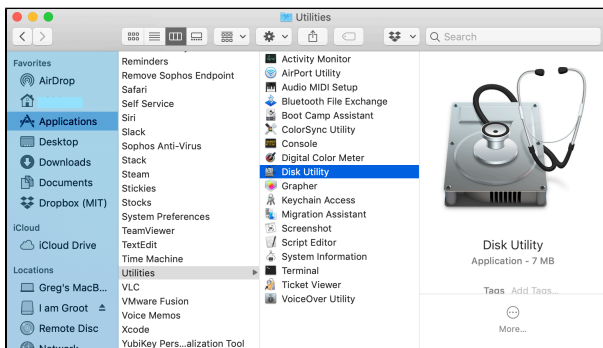 Utilities
Search
Favorites
AirDrop
Applications
Desktop
Downloads
Documents
Dropbox (MIT)
iCloud
iCloud Drive
Locations
Greg's MacB...
I am Groot
Remote Disc
Network
Reminders
Remove Sophos Endpoint
Safari
Self Service
Siri
Slack
Sophos Anti-Virus
Stack
Steam
Stickies
Stocks
System Preferences
TeamViewer
TextEdit
Time Machine
Utilities
VLC
VMware Fusion
Voice Memos
Xcode
YubiKey Pers...alization Tool
Activity Monitor
AirPort Utility
Audio MIDI Setup
Bluetooth File Exchange
Boot Camp Assistant
ColorSync Utility
Console
Digital Color Meter
Disk Utility
Grapher
Keychain Access
Migration Assistant
Screenshot
Script Editor
System Information
Terminal
Ticket Viewer
VoiceOver Utility
Disk Utility
Application - 7 MB
Tags Add Tags...
More...